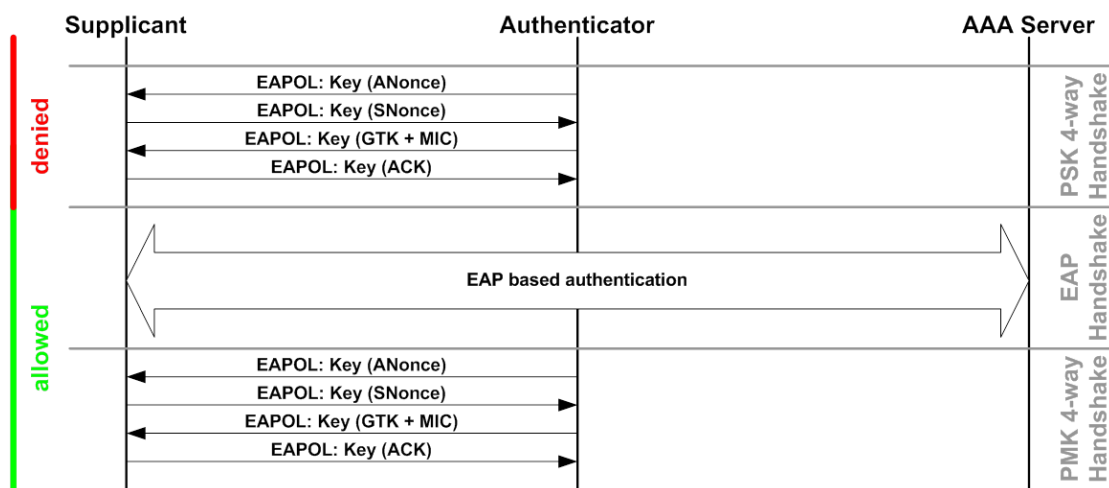 Supplicant
Authenticator
AAA Server
denied
EAPOL: Key (ANonce)
EAPOL: Key (SNonce)
EAPOL: Key (GTK + MIC)
EAPOL: Key (ACK)
PSK 4-way
Handshake
allowed
EAP based authentication
EAP
Handshake
EAPOL: Key (ANonce)
EAPOL: Key (SNonce)
EAPOL: Key (GTK + MIC)
EAPOL: Key (ACK)
PMK 4-way
Handshake